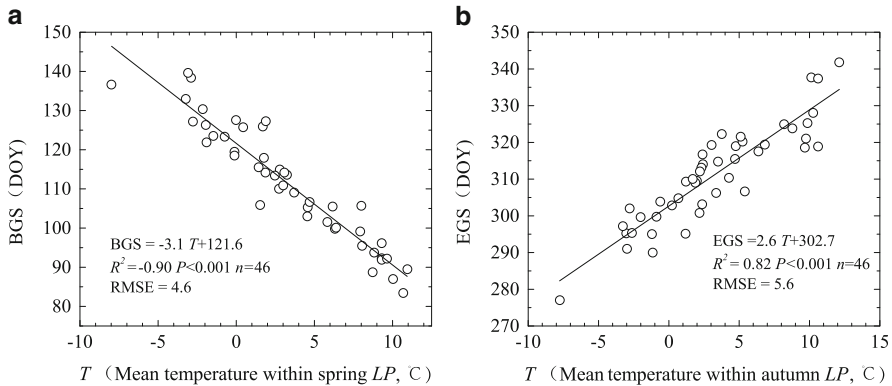 a
150
140
130
120
110
100
90
80
BGS (DOY)
BGS = -3.1 T+121.6
R²=-0.90 P<0.001 n=46
RMSE = 4.6
-10
-5
0
5
10
T (Mean temperature within spring LP, ℃)
b
350
340
330
320
310
300
290
280
270
EGS (DOY)
EGS =2.6 T+302.7
R² = 0.82 P<0.001 n=46
RMSE = 5.6
-10
-5
0
5
10
15
T (Mean temperature within autumn LP, ℃)